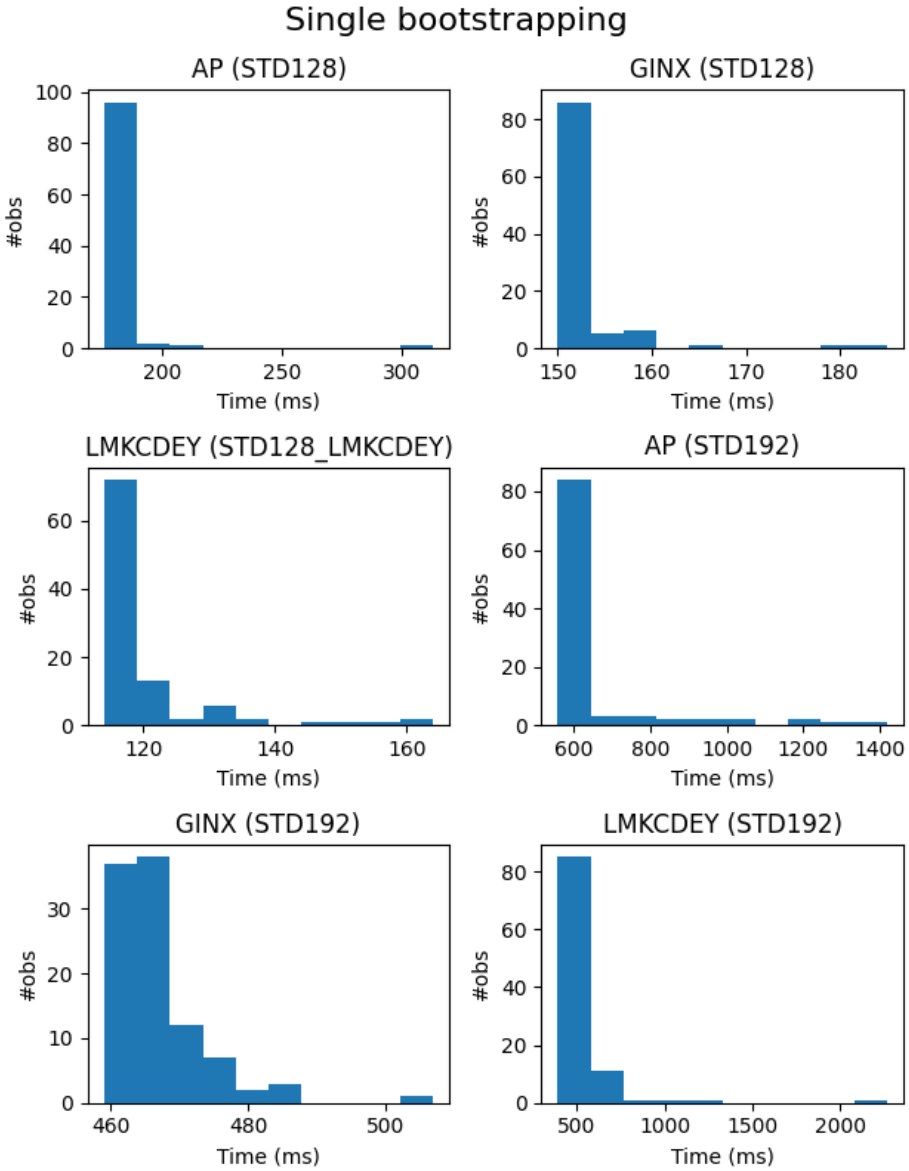 Single bootstrapping
AP (STD128)
#obs
100
80
60
40
20
0
200
250
300
Time (ms)
GINX (STD128)
#obs
80
60
40
20
0
150
160
170
180
Time (ms)
LMKCDEY (STD128_LMKCDEY)
#obs
60
40
20
0
120
140
160
Time (ms)
AP (STD192)
#obs
80
60
40
20
0
600
800
1000
1200
1400
Time (ms)
GINX (STD192)
#obs
30
20
10
0
460
480
500
Time (ms)
LMKCDEY (STD192)
#obs
80
60
40
20
0
500
1000
1500
2000
Time (ms)